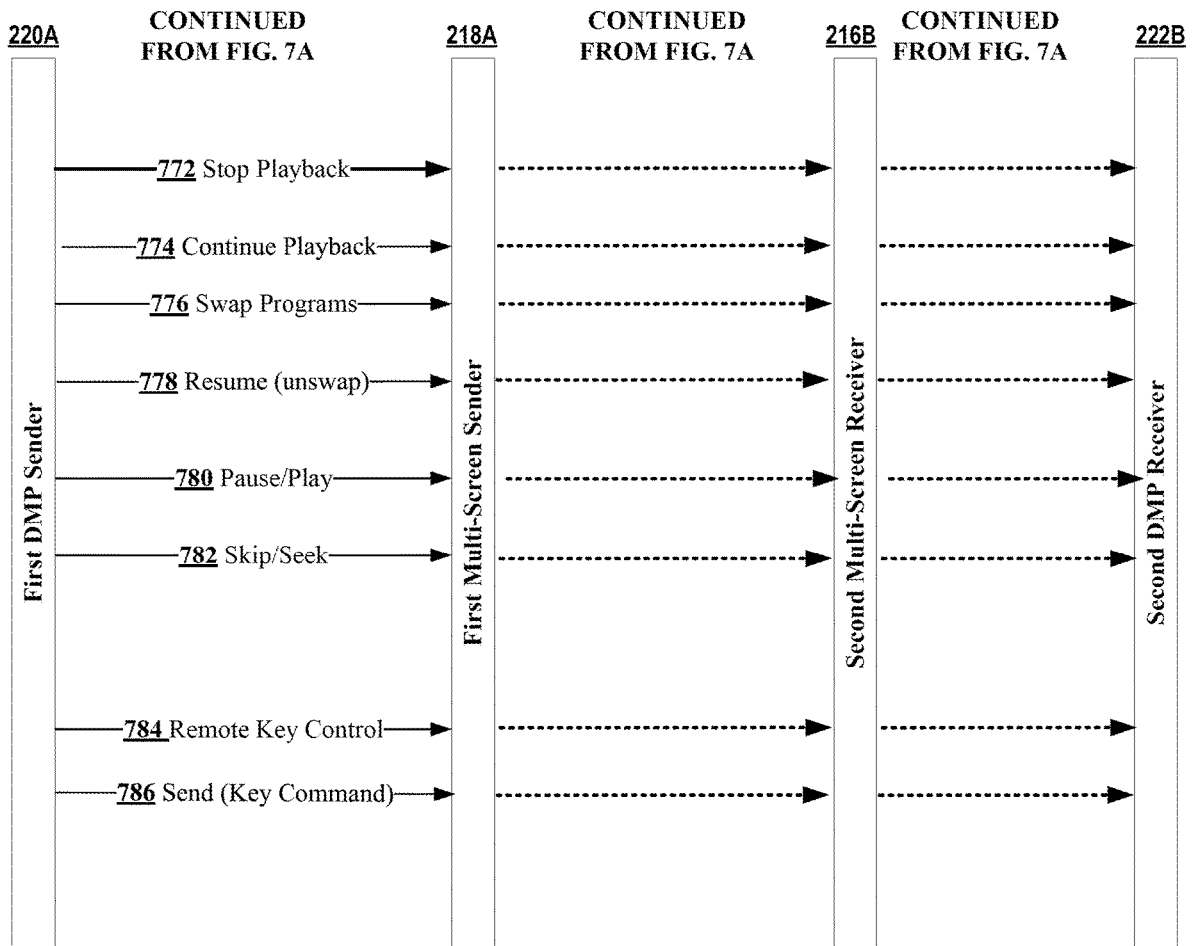 220A
CONTINUED
FROM FIG. 7A
218A
CONTINUED
FROM FIG. 7A
216B
CONTINUED
FROM FIG. 7A
222B
772 Stop Playback
774 Continue Playback
776 Swap Programs
778 Resume (unswap)
780 Pause/Play
782 Skip/Seek
784 Remote Key Control
786 Send (Key Command)
First DMP Sender
First Multi-Screen Sender
Second Multi-Screen Receiver
Second DMP Receiver